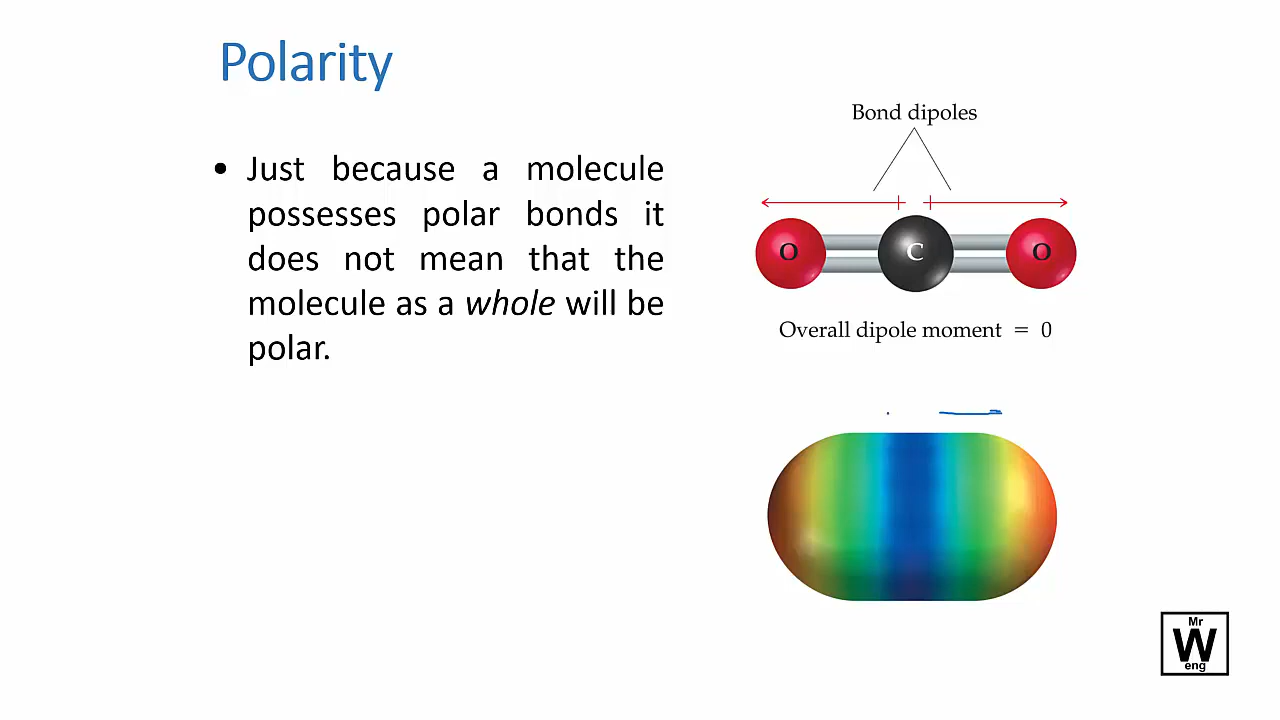 Polarity
• Just because a molecule
possesses polar bonds it
does not mean that the
molecule as a whole will be
polar.
Bond dipoles
O C O
Overall dipole moment = 0
Mr
W
eng